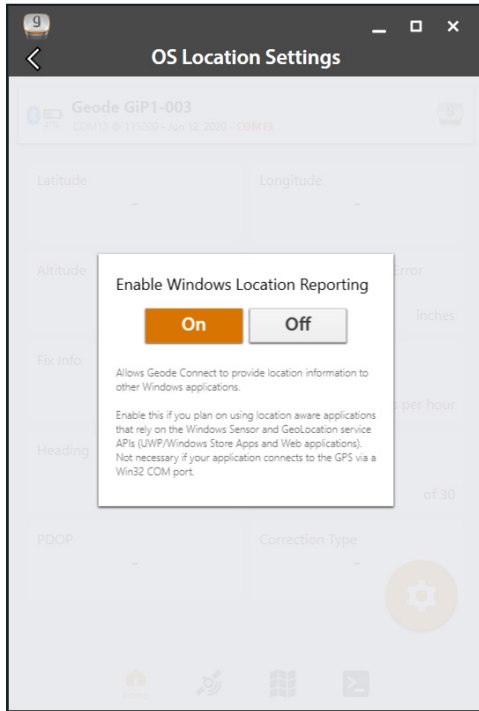 g
OS Location Settings
Geode GiP1-003
COM13 @ 115200 - Jun 12, 2020 - COM13
47%
Latitude
Longitude
-
-
Altitude
Error
Enable Windows Location Reporting
On
Off
inches
Allows Geode Connect to provide location information to
other Windows applications.
Fix Info
Enable this if you plan on using location aware applications
that rely on the Windows Sensor and GeoLocation service
s per hour
APIs (UWP/Windows Store Apps and Web applications).
Not necessary if your application connects to the GPS via a
Win32 COM port.
Heading
of 30
PDOP
Correction Type
-
-